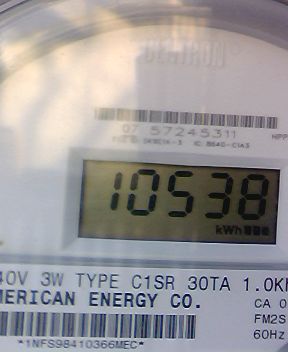 CENTRON
07 57245311
10538
kWh
40V 3W TYPE C1SR 30TA 1.0K
MERICAN ENERGY CO.
CA 0
FM2S
60Hz
*1NFS98410366MEC*